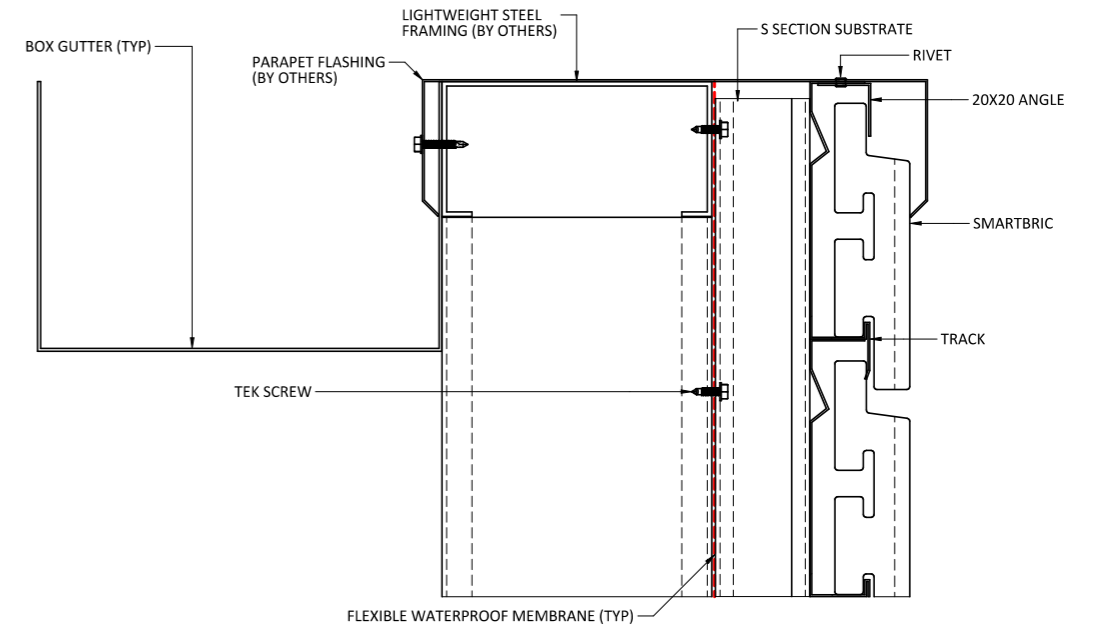 LIGHTWEIGHT STEEL
FRAMING (BY OTHERS)
BOX GUTTER (TYP)
PARAPET FLASHING
(BY OTHERS)
S SECTION SUBSTRATE
RIVET
20X20 ANGLE
SMARTBRIC
TRACK
TEK SCREW
FLEXIBLE WATERPROOF MEMBRANE (TYP)